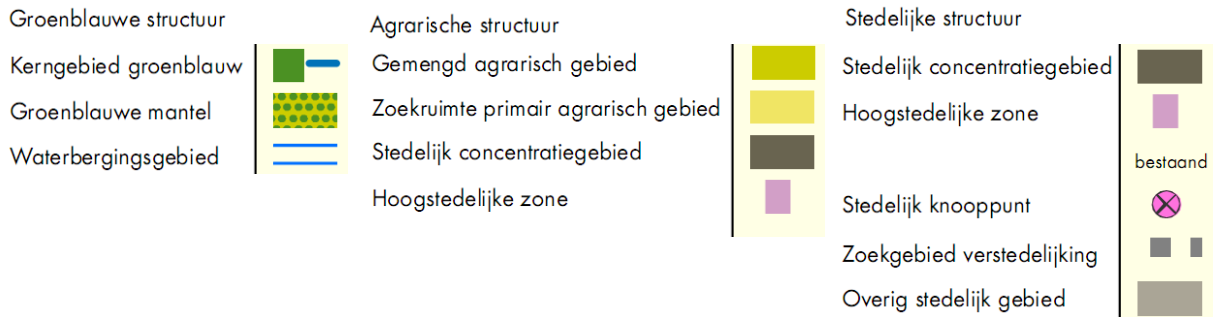 Groenblauwe structuur
Kerngebied groenblauw
Groenblauwe mantel
Waterbergingsgebied
Agrarische structuur
Gemengd agrarisch gebied
Zoekruimte primair agrarisch gebied
Stedelijk concentratiegebied
Hoogstedelijke zone
Stedelijke structuur
Stedelijk concentratiegebied
Hoogstedelijke zone
bestaand
Stedelijk knooppunt
Zoekgebied verstedelijking
Overig stedelijk gebied